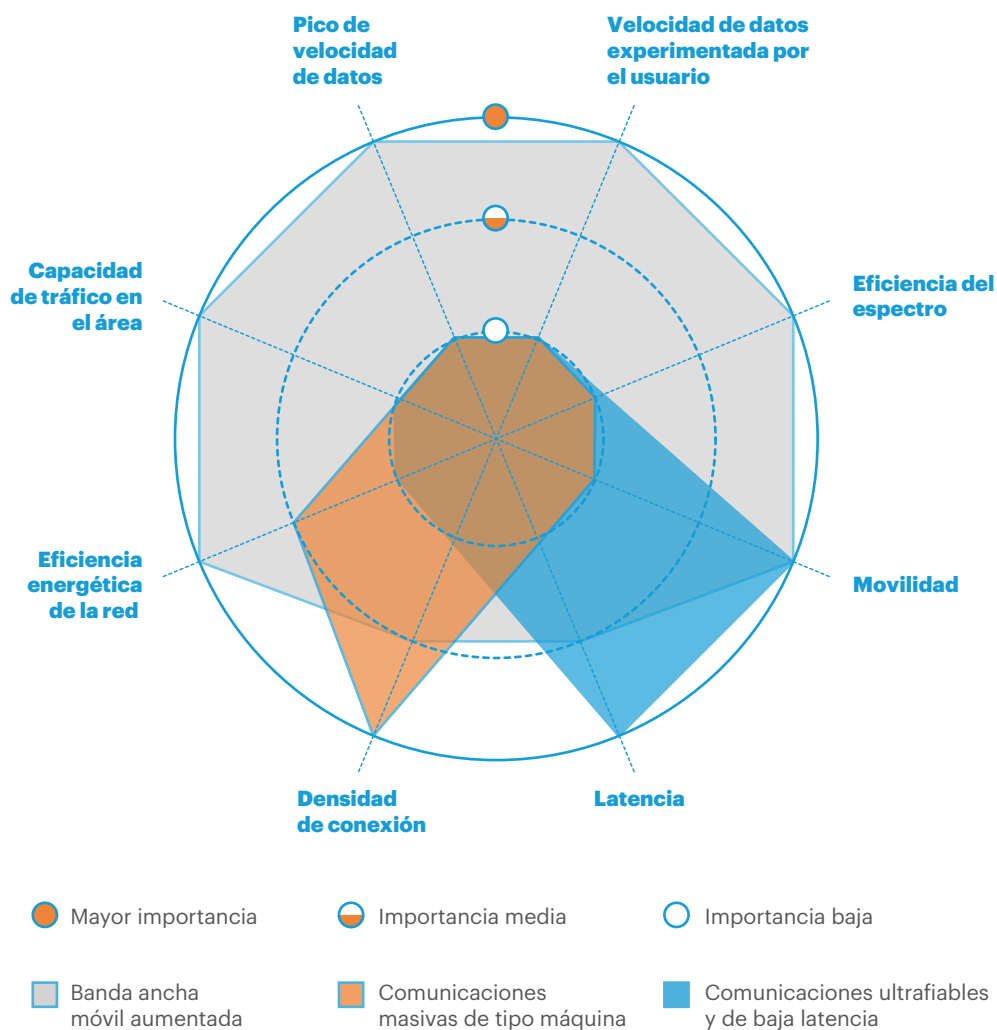 Pico de
velocidad
de datos
Velocidad de datos
experimentada por
el usuario
Capacidad
de tráfico en
el área
Eficiencia del
espectro
Eficiencia
energética
de la red
Movilidad
Densidad
de conexión
Latencia
Mayor importancia
Importancia media
Importancia baja
Banda ancha
móvil aumentada
Comunicaciones
masivas de tipo máquina
Comunicaciones ultrafiables
y de baja latencia